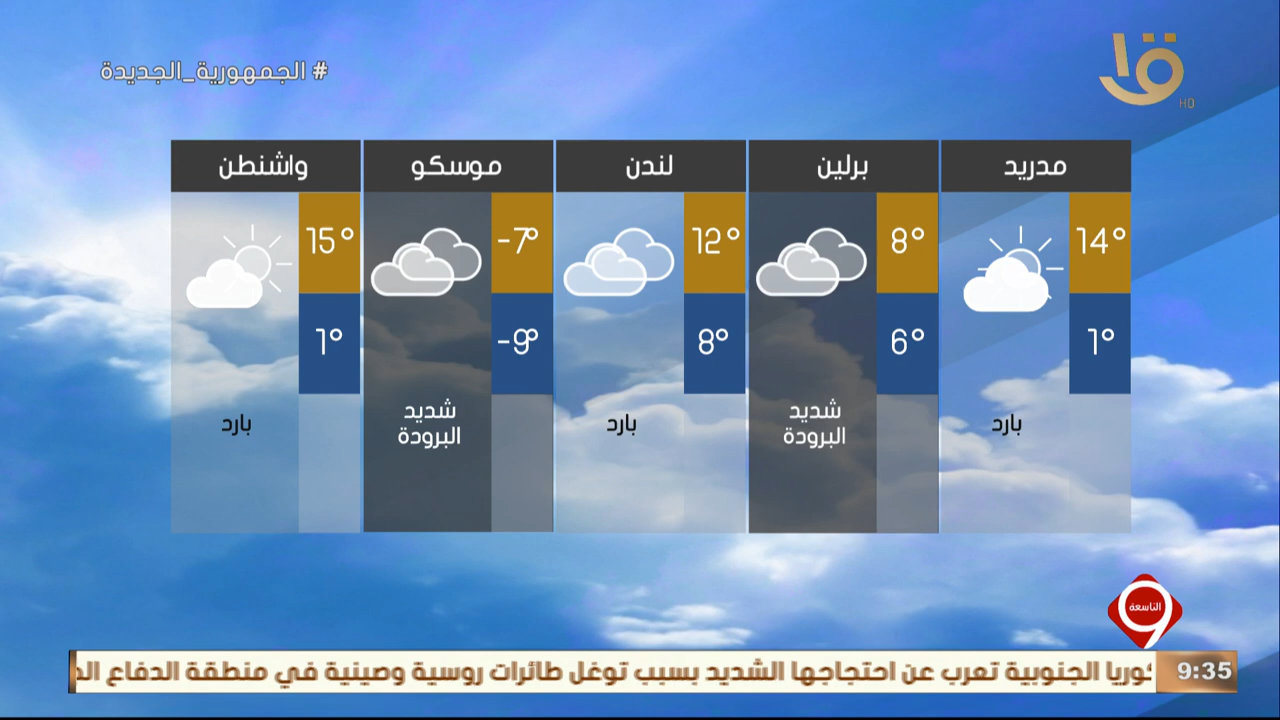 # الجمهورية_الجديدة
HD
مدريد
14°
1°
بارد
برلين
8°
6°
شديد
البرودة
لندن
12°
8°
بارد
موسكو
-7°
-9°
شديد
البرودة
واشنطن
15°
1°
بارد
التاسعة
9
9:35
كوريا الجنوبية تعرب عن احتجاجها الشديد بسبب توغل طائرات روسية وصينية في منطقة الدفاع